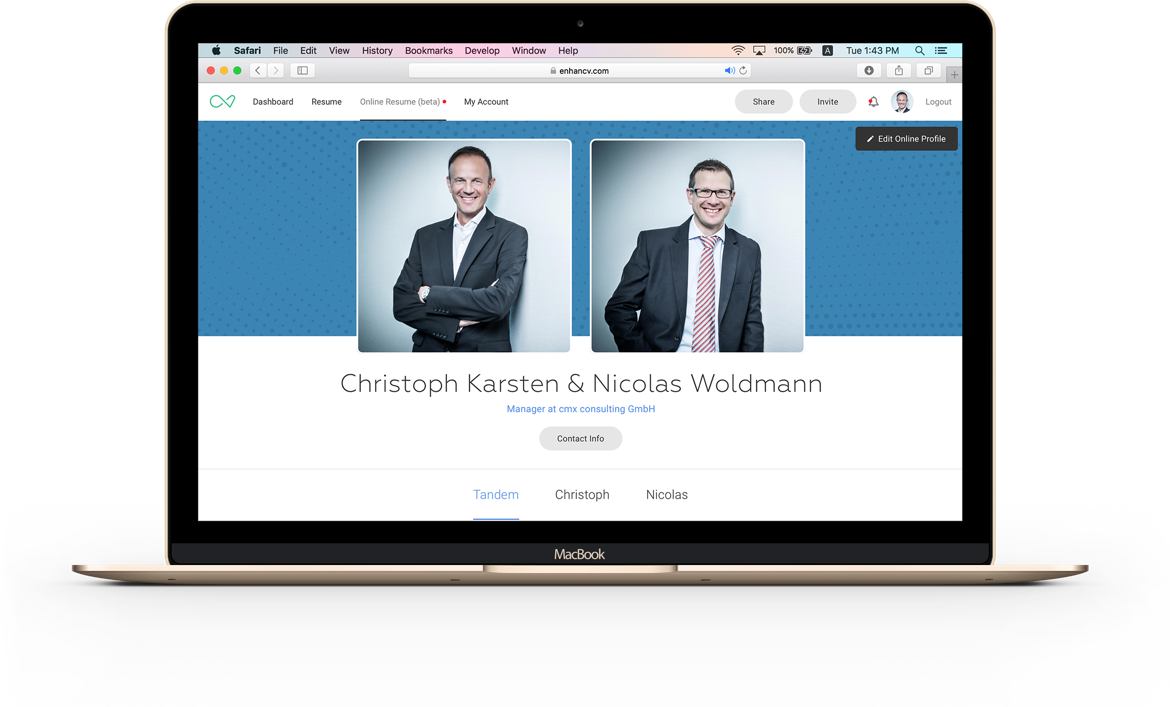 Safari File Edit View History Bookmarks Develop Window Help 100% A Tue 1:43 PM
enhancv.com
Dashboard Resume Online Resume (beta) My Account Share Invite Logout
Edit Online Profile
Christoph Karsten & Nicolas Woldmann
Manager at cmx consulting GmbH
Contact Info
Tandem Christoph Nicolas
MacBook